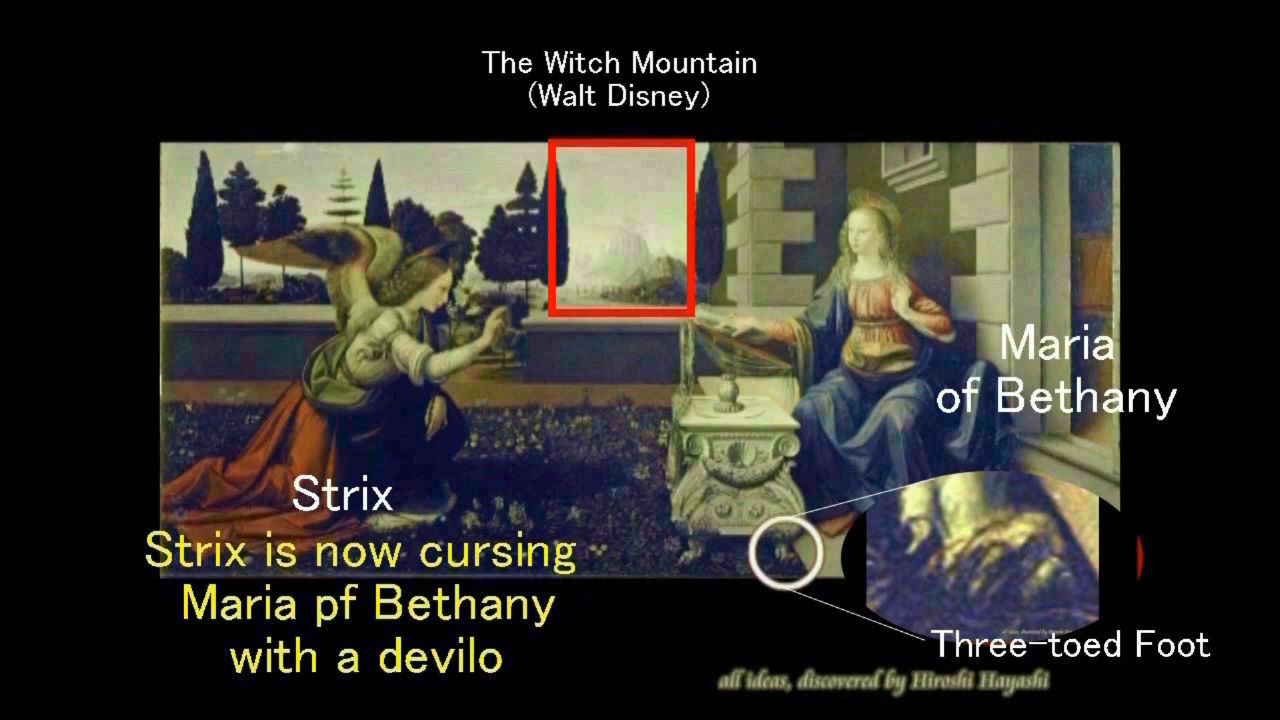 The Witch Mountain
(Walt Disney)
Maria
of Bethany
Strix
Strix is now cursing
Maria pf Bethany
with a devilo
Three-toed Foot
all ideas, discovered by Hiroshi Hayashi